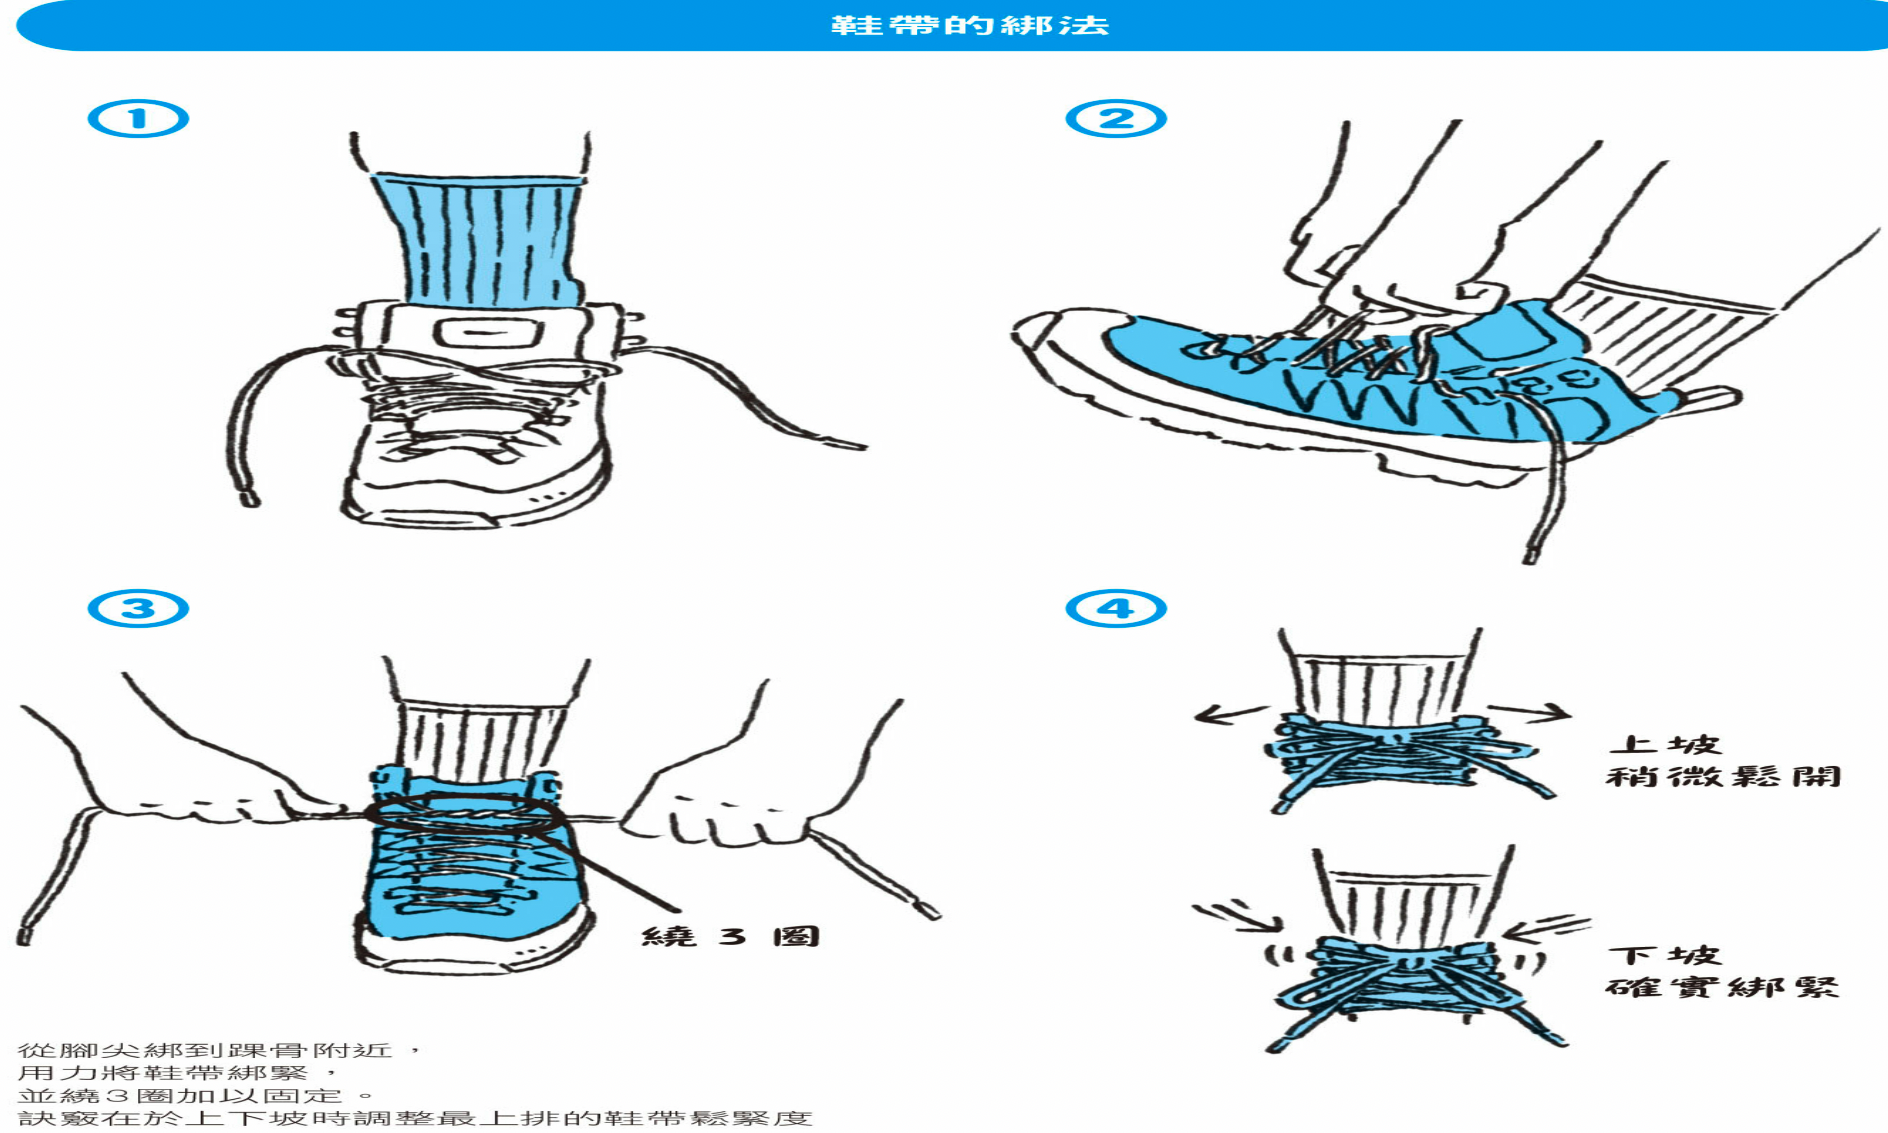 鞋帶的綁法
1
2
3
4
繞3圈
上坡
稍微鬆開
下坡
確實綁緊
從腳尖綁到踝骨附近，
用力將鞋帶綁緊，
並繞3圈加以固定。
訣竅在於上下坡時調整最上排的鞋帶鬆緊度